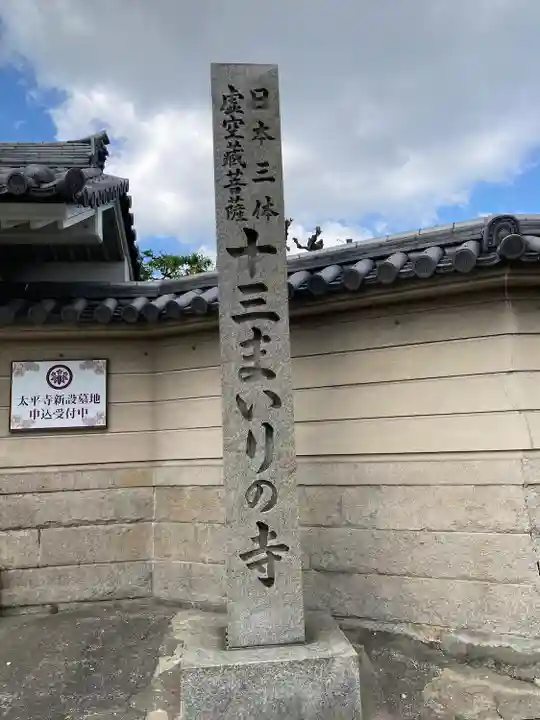 日本三体
虚空藏菩薩
十三まいりの寺
太平寺新設墓地
申込受付中